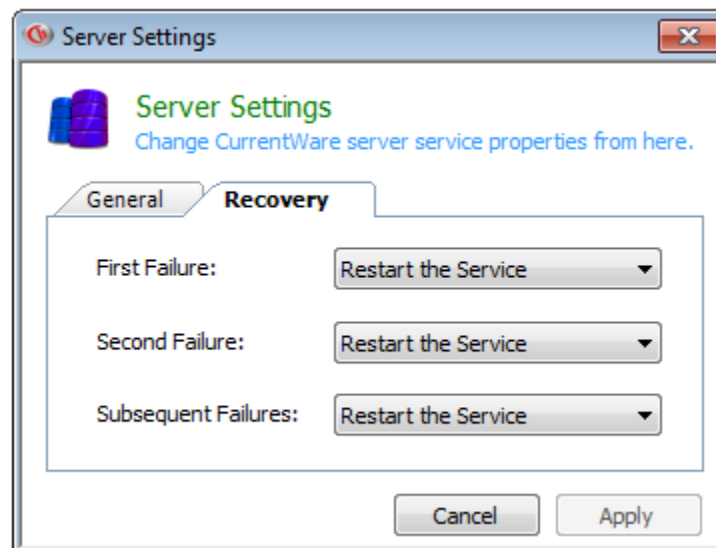 Server Settings
Server Settings
Change CurrentWare server service properties from here.
General Recovery
First Failure: Restart the Service
Second Failure: Restart the Service
Subsequent Failures: Restart the Service
Cancel Apply